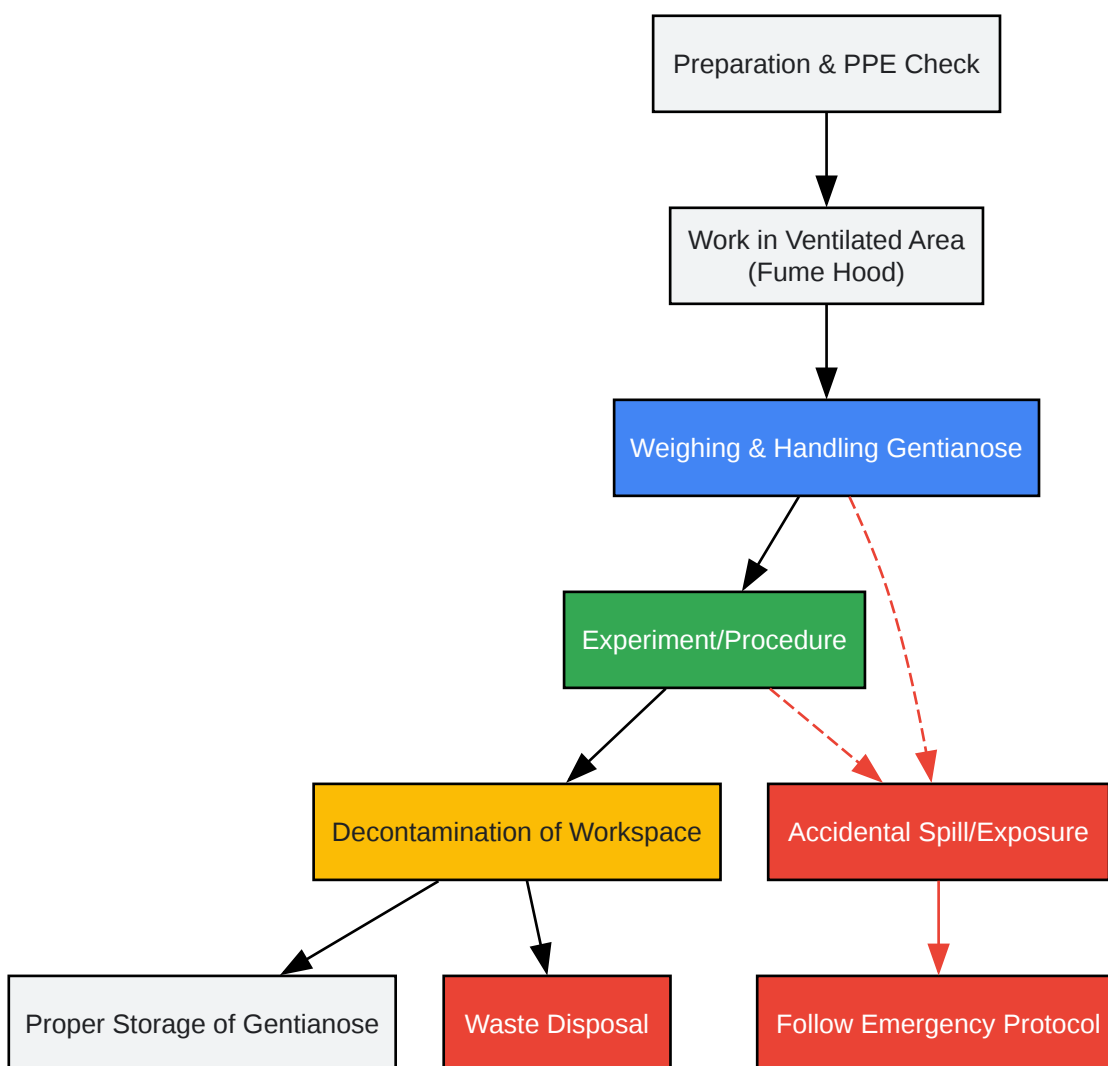 Preparation & PPE Check
Work in Ventilated Area
(Fume Hood)
Weighing & Handling Gentianose
Experiment/Procedure
Decontamination of Workspace
Accidental Spill/Exposure
Proper Storage of Gentianose
Waste Disposal
Follow Emergency Protocol